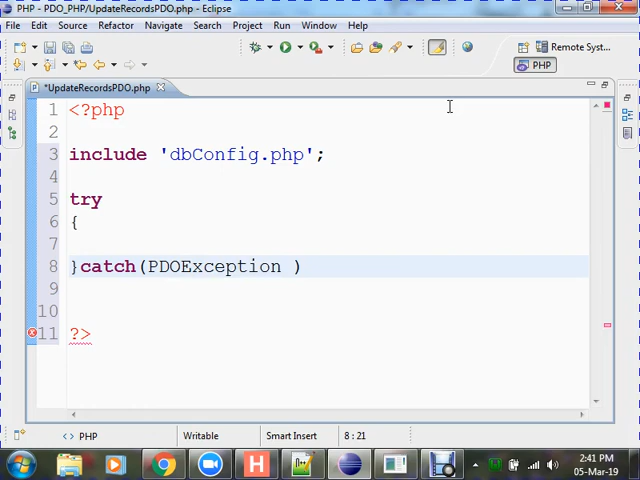 PHP - PDO_PHP/UpdateRecordsPDO.php - Eclipse
File Edit Source Refactor Navigate Search Project Run Window Help
Remote Sys...
PHP
*UpdateRecordsPDO.php
1 <?php
2
3 include 'dbConfig.php';
4
5 try
6 {
7
8 }catch(PDOException )
9
10
11 ?>
<> PHP Writable Smart Insert 8 : 21
2:41 PM
05-Mar-19